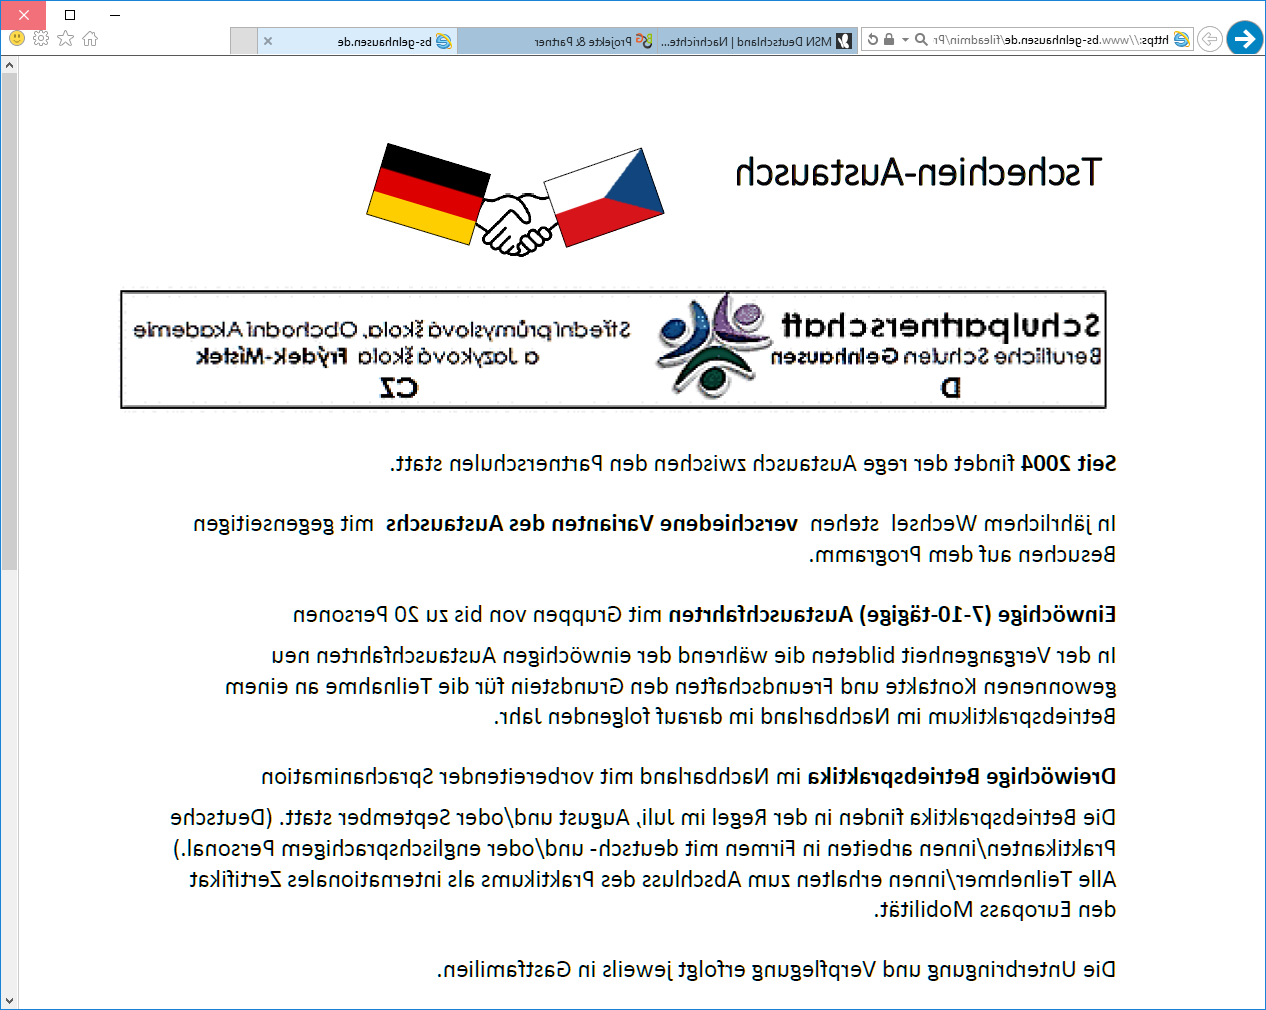 https://www.bs-gelnhausen.de/fileadmin/Pr
MSN Deutschland | Nachrichte...
Projekte & Partner
bs-gelnhausen.de
Tschechien-Austausch
Schulpartnerschaft
Berufliche Schulen Gelnhausen
D
Střední průmyslová škola, Obchodní Akademie
a Jazyková škola Frýdek-Místek
CZ
Seit 2004 findet der rege Austausch zwischen den Partnerschulen statt.
In jährlichem Wechsel stehen verschiedene Varianten des Austauschs mit gegenseitigen
Besuchen auf dem Programm.
Einwöchige (7-10-tägige) Austauschfahrten mit Gruppen von bis zu 20 Personen
In der Vergangenheit bildeten die während der einwöchigen Austauschfahrten neu
gewonnenen Kontakte und Freundschaften den Grundstein für die Teilnahme an einem
Betriebspraktikum im Nachbarland im darauf folgenden Jahr.
Dreiwöchige Betriebspraktika im Nachbarland mit vorbereitender Sprachanimation
Die Betriebspraktika finden in der Regel im Juli, August und/oder September statt. (Deutsche
Praktikanten/innen arbeiten in Firmen mit deutsch- und/oder englischsprachigem Personal.)
Alle Teilnehmer/innen erhalten zum Abschluss des Praktikums als internationales Zertifikat
den Europass Mobilität.
Die Unterbringung und Verpflegung erfolgt jeweils in Gastfamilien.